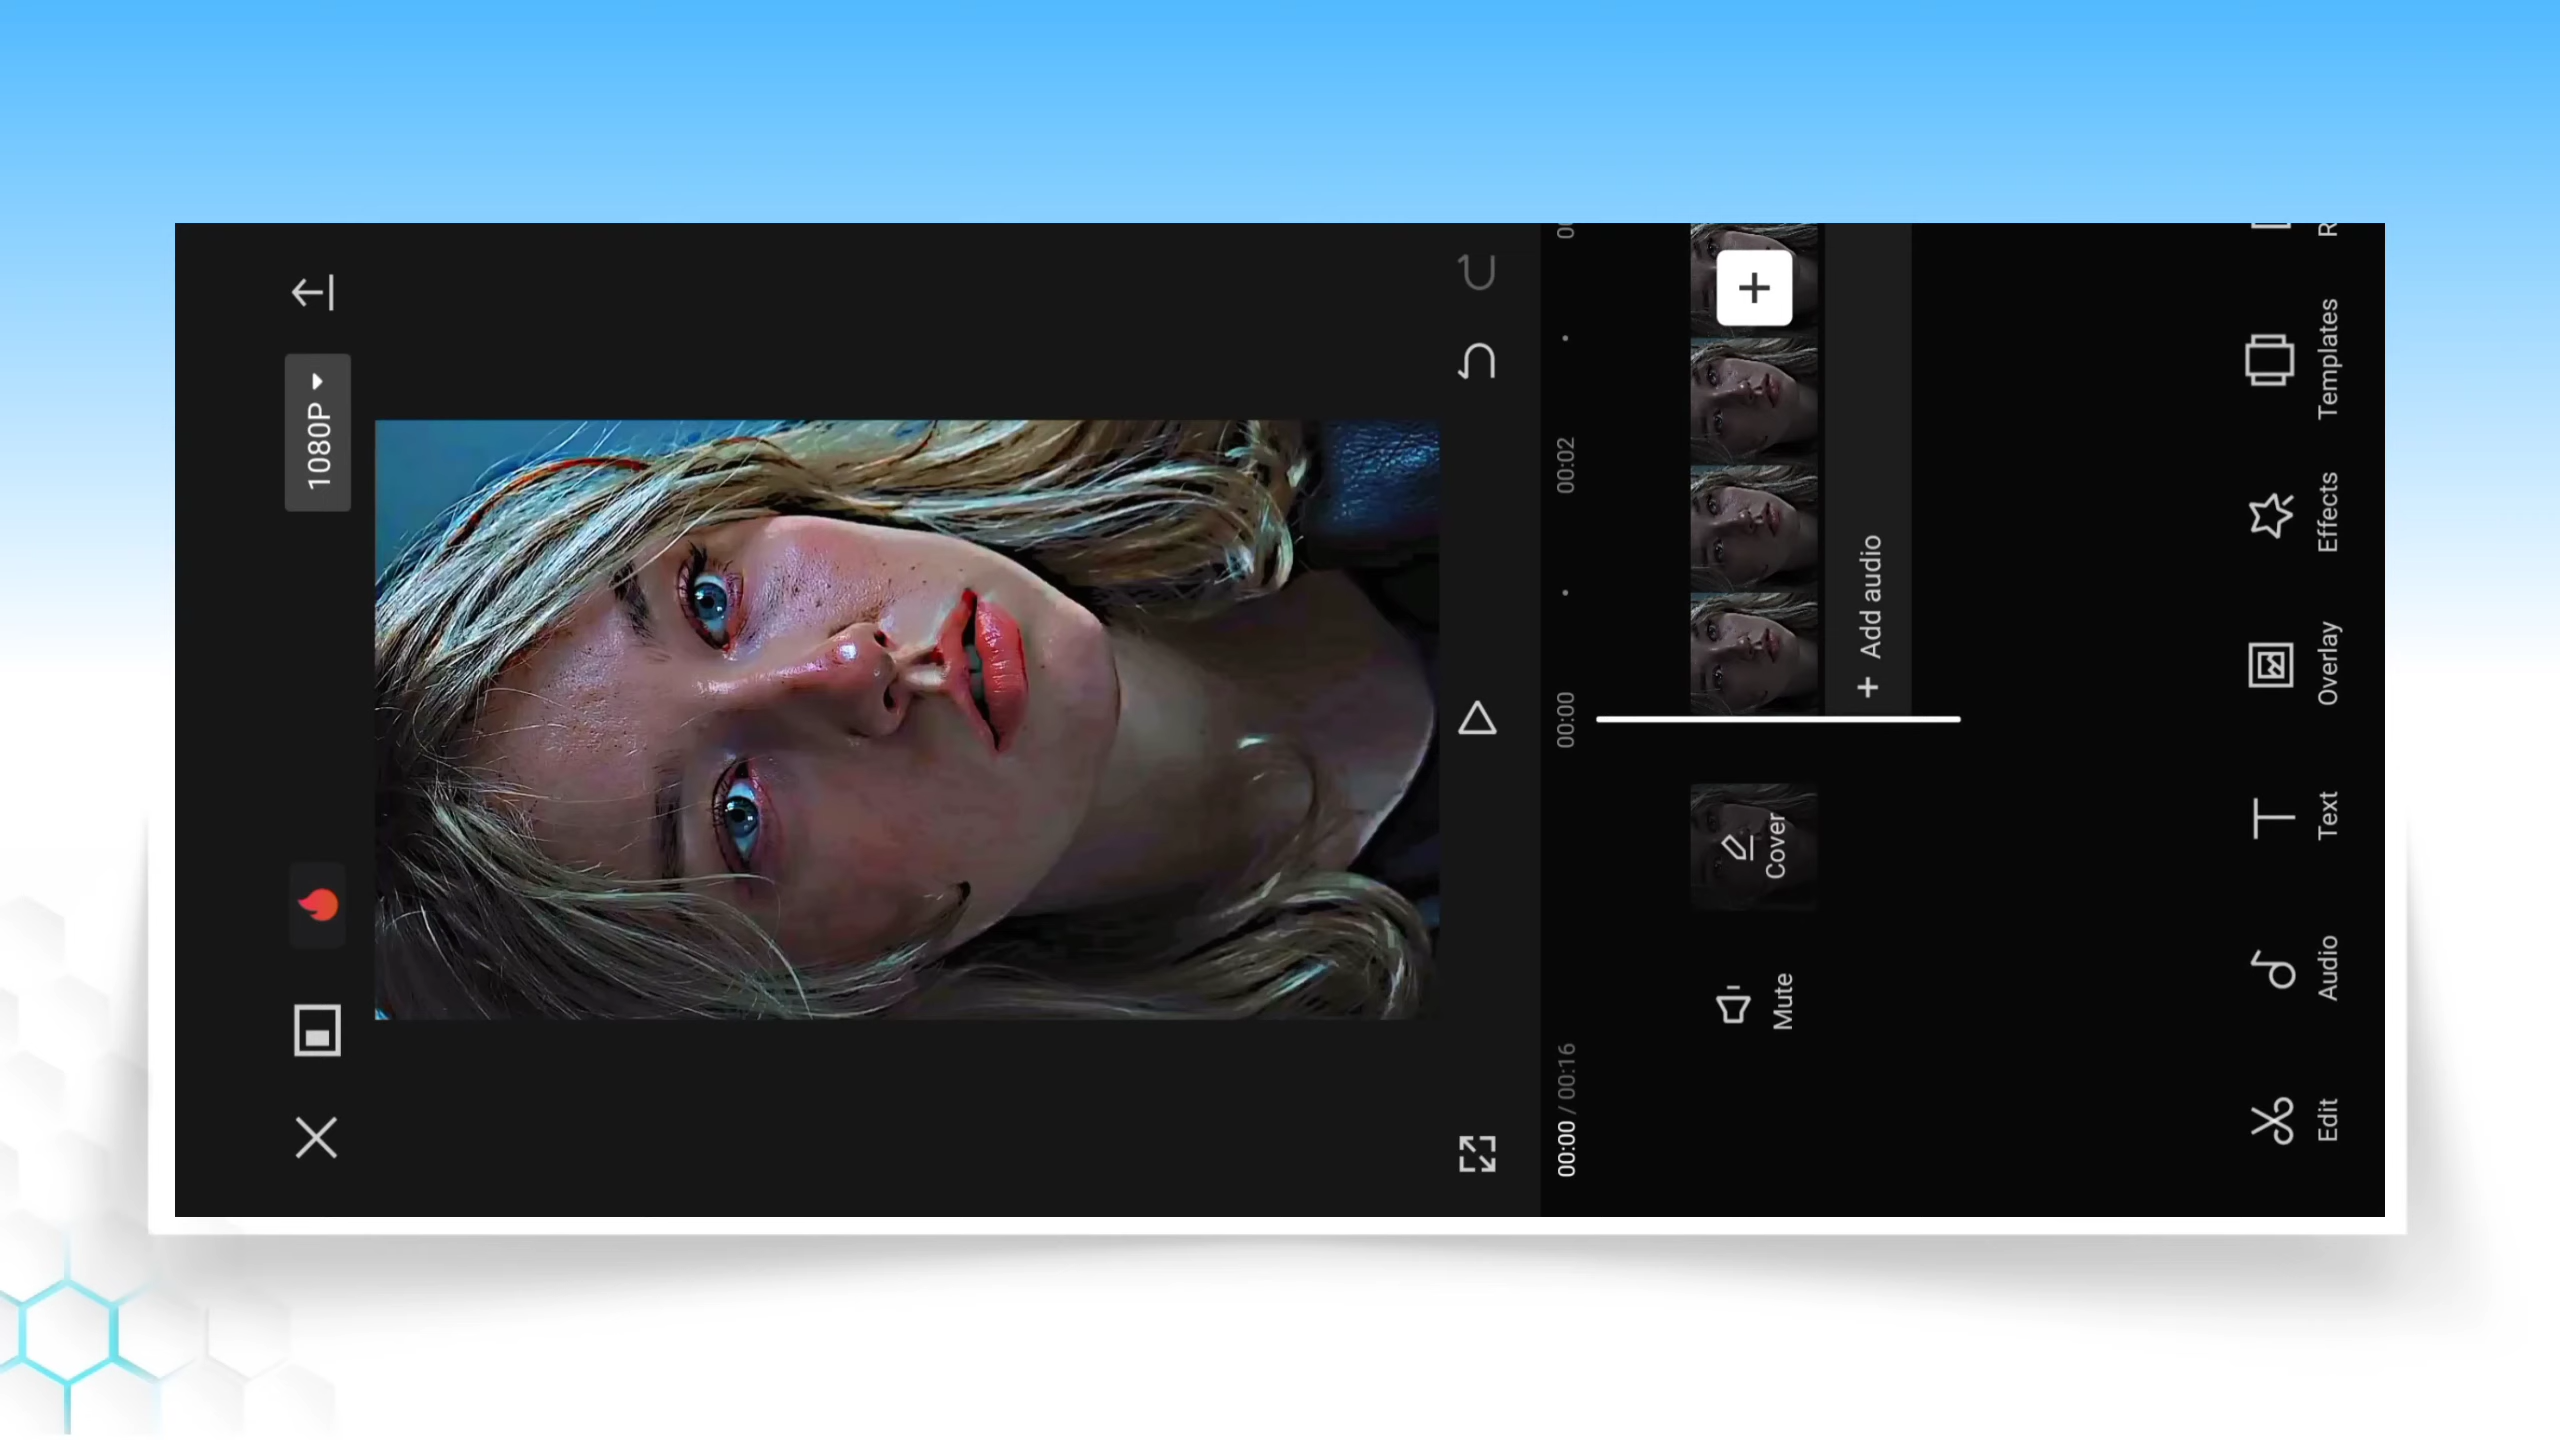 1080P
00:00 / 00:16
00:00
00:02
00
Mute
Cover
+ Add audio
Edit
Audio
Text
Overlay
Effects
Templates
R